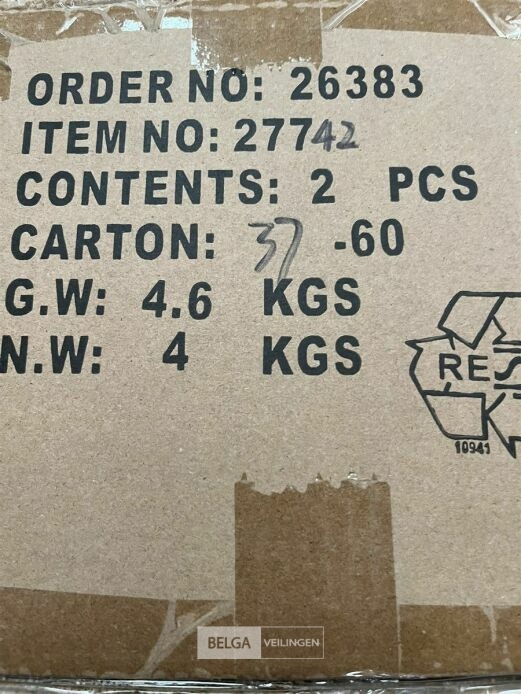 ORDER NO: 26383
ITEM NO: 27742
CONTENTS: 2 PCS
CARTON: 37 -60
G.W: 4.6 KGS
N.W: 4 KGS
RES
10941
BELGA VEILINGEN